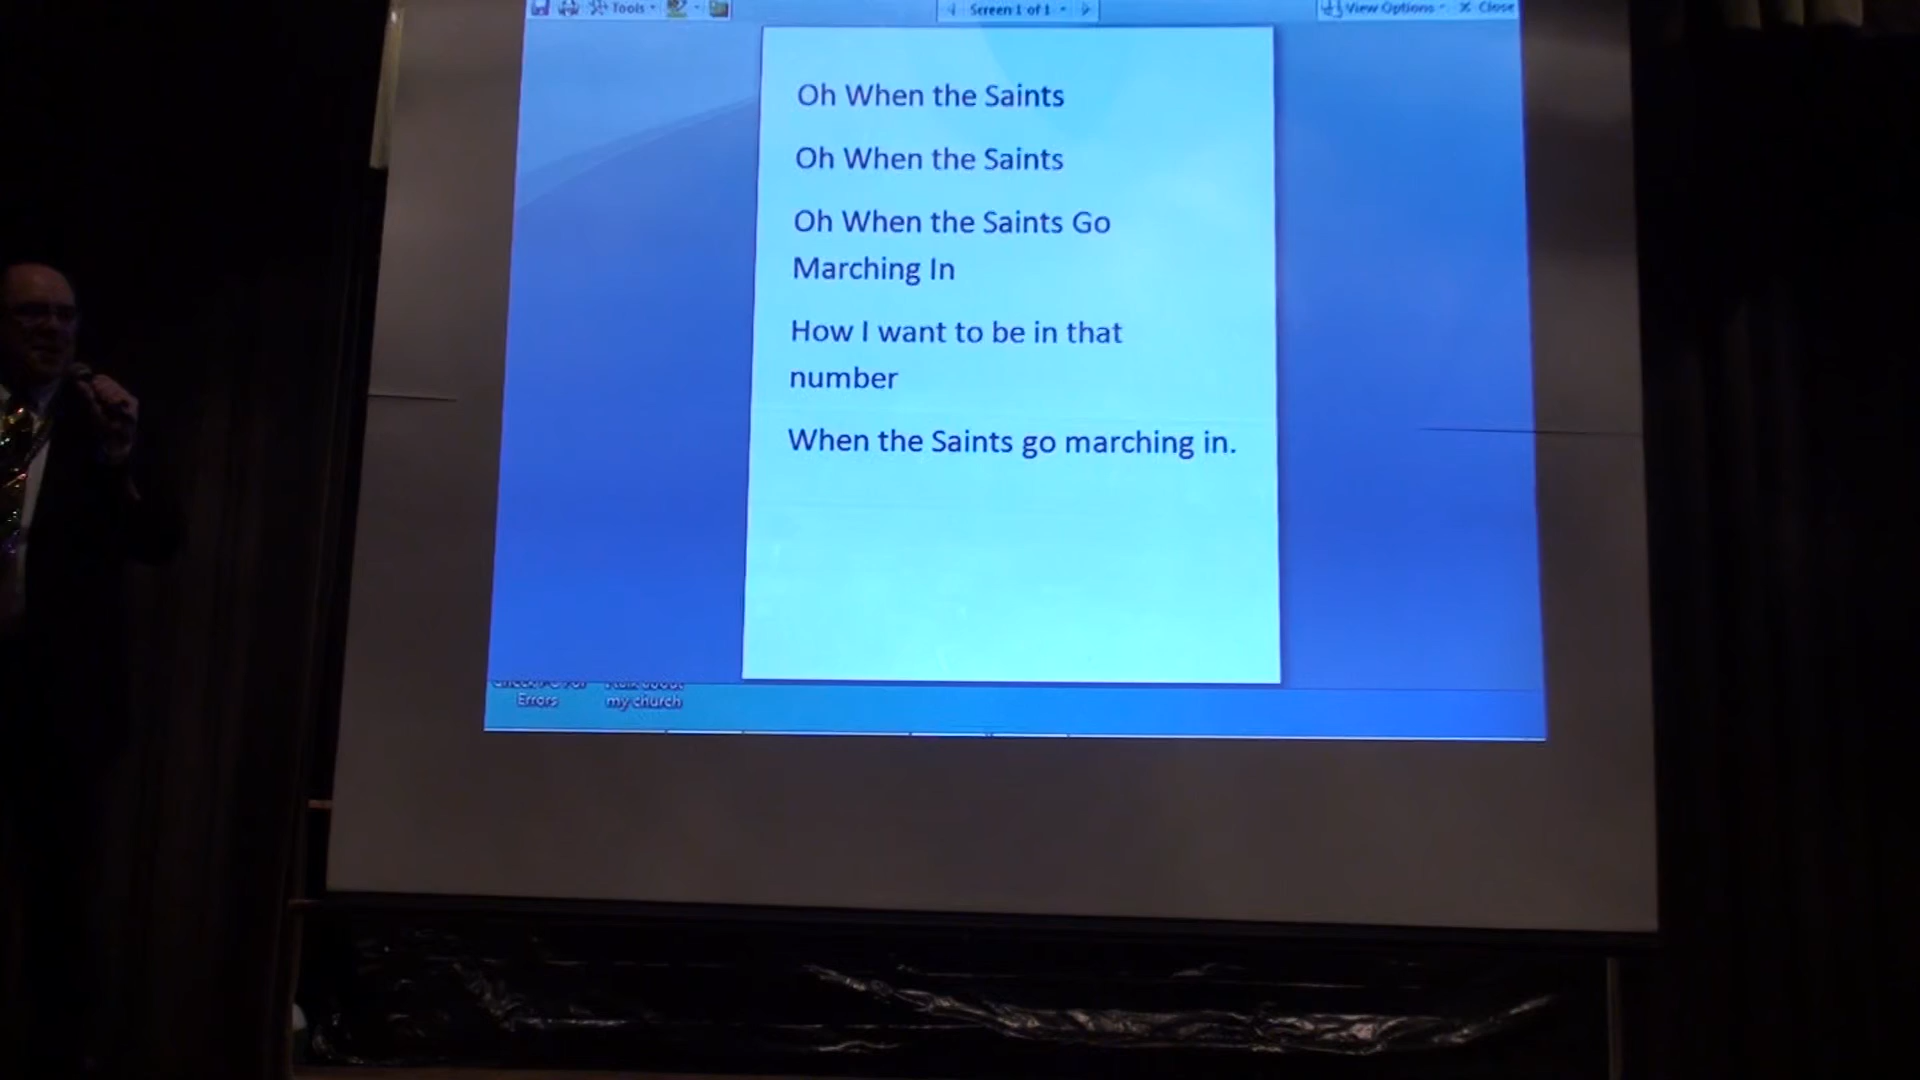 Tools
Screen 1 of 1
View Options
Close
Oh When the Saints
Oh When the Saints
Oh When the Saints Go
Marching In
How I want to be in that
number
When the Saints go marching in.
Errors
my church